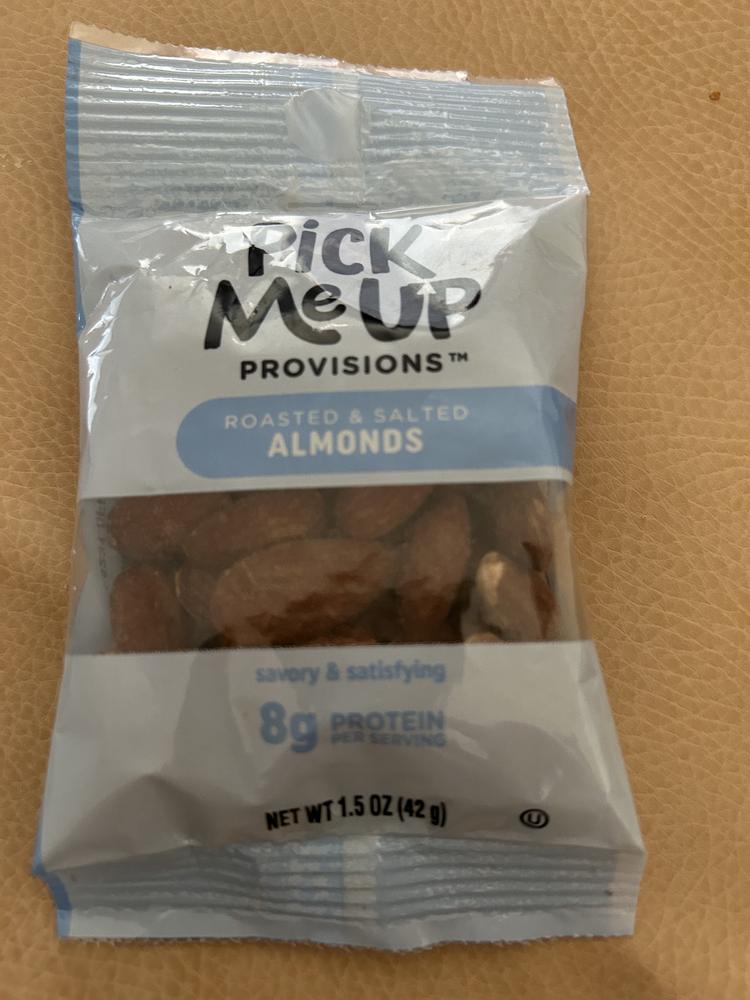 PiCK
Me UP
PROVISIONS™
ROASTED & SALTED
ALMONDS
savory & satisfying
8g PROTEIN
PER SERVING
NET WT 1.5 OZ (42 g)
U